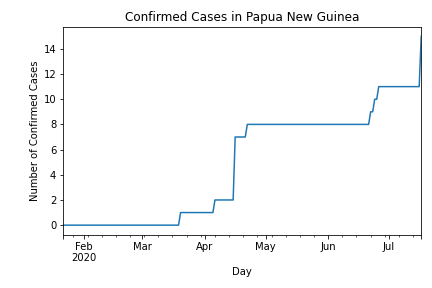 Confirmed Cases in Papua New Guinea
Number of Confirmed Cases
14
12
10
8
6
4
2
0
Feb Mar Apr May Jun Jul
2020
Day